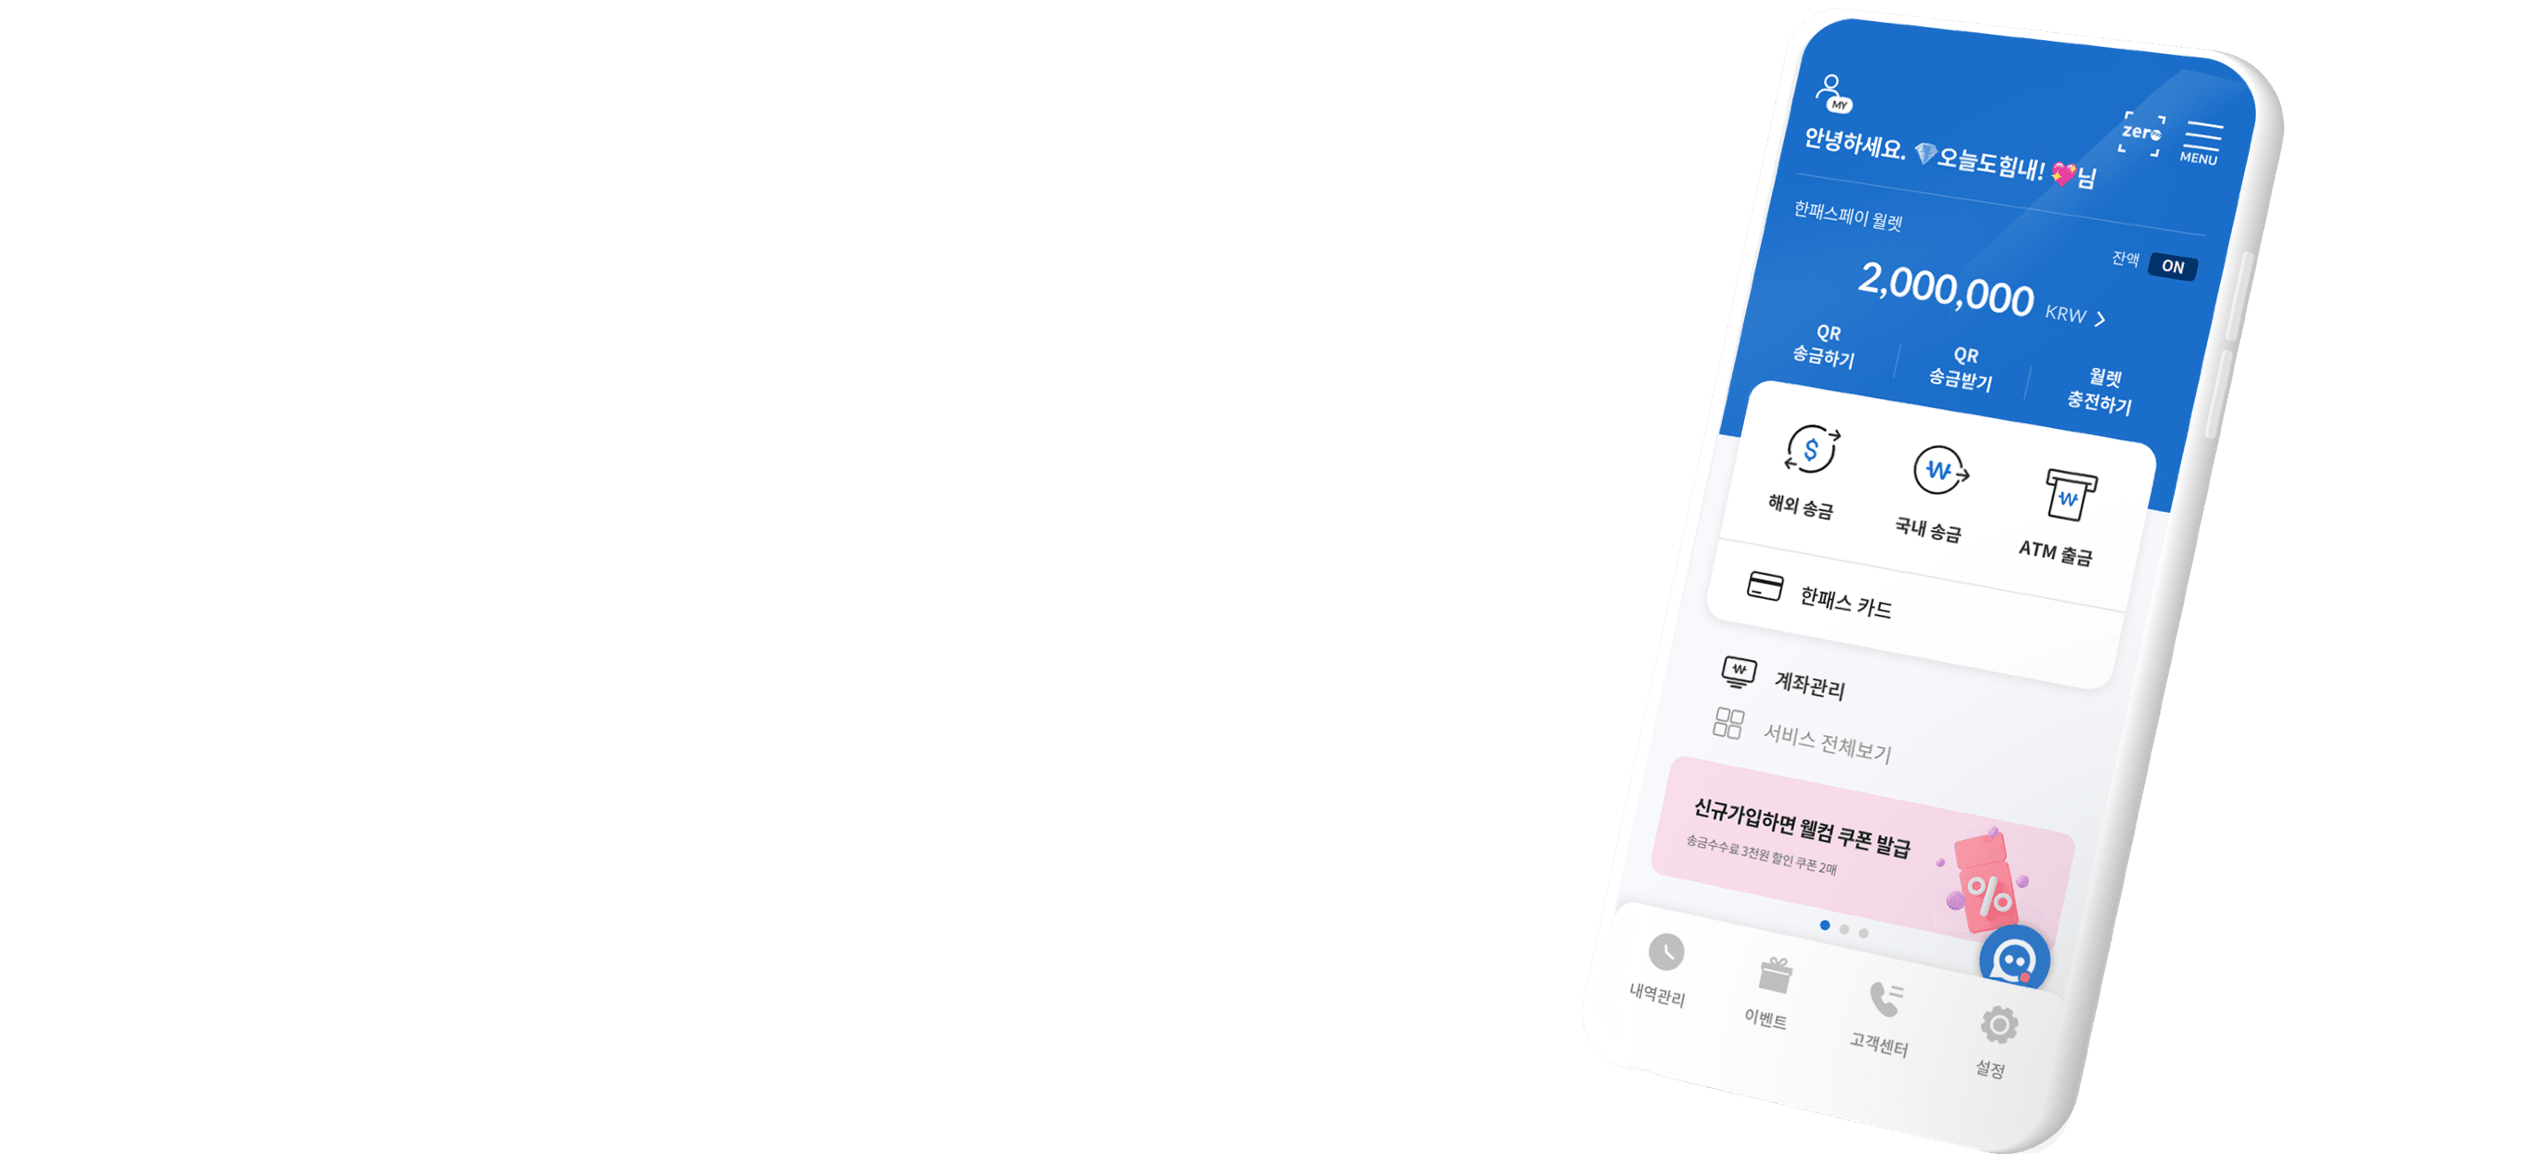 MY
zero
MENU
안녕하세요. 💎오늘도힘내! 💖님
한패스페이 월렛
잔액 ON
2,000,000 KRW
QR
송금하기
QR
송금받기
월렛
충전하기
해외 송금
국내 송금
ATM 출금
한패스 카드
계좌관리
서비스 전체보기
신규가입하면 웰컴 쿠폰 발급
송금수수료 3천원 할인 쿠폰 2매
내역관리
이벤트
고객센터
설정